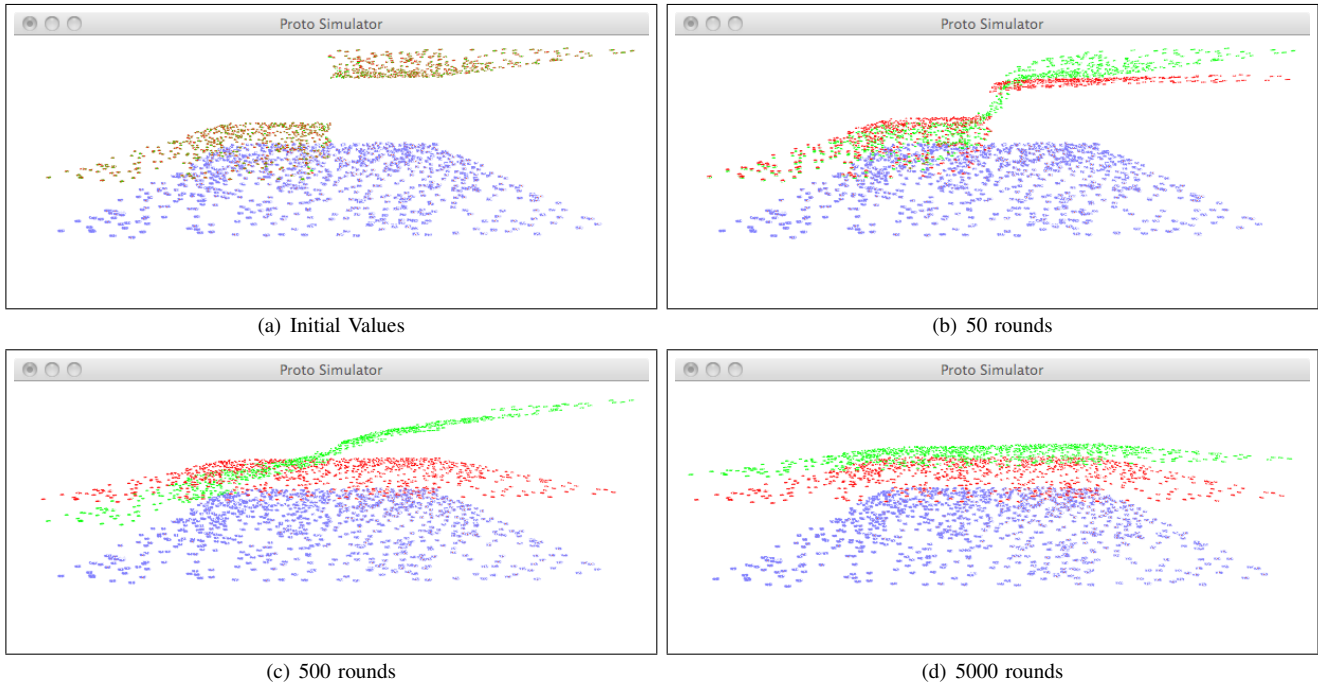 Proto Simulator
Proto Simulator
(a) Initial Values
(b) 50 rounds
Proto Simulator
Proto Simulator
(c) 500 rounds
(d) 5000 rounds